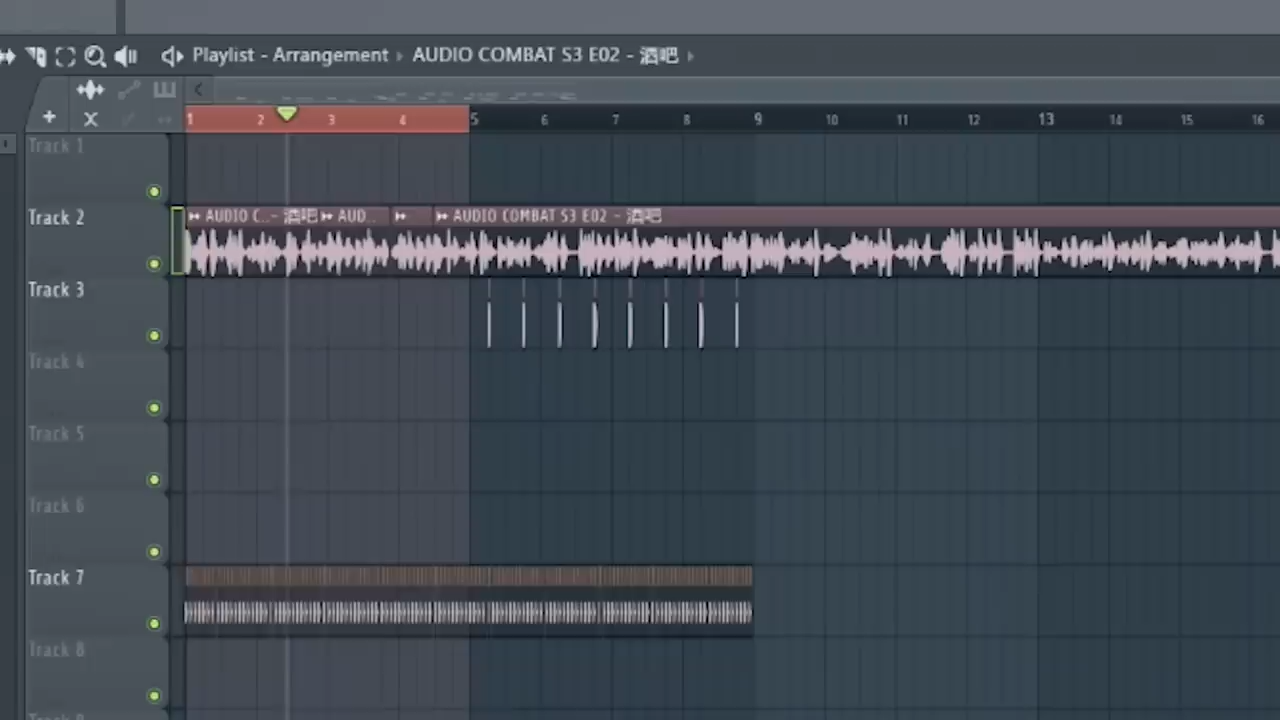 Playlist - Arrangement › AUDIO COMBAT S3 E02 - 酒吧 ›
1 2 3 4 5 6 7 8 9 10 11 12 13 14 15 16
Track 1
Track 2
AUDIO C..- 酒吧 AUD.. AUDIO COMBAT S3 E02 - 酒吧
Track 3
Track 4
Track 5
Track 6
Track 7
Track 8